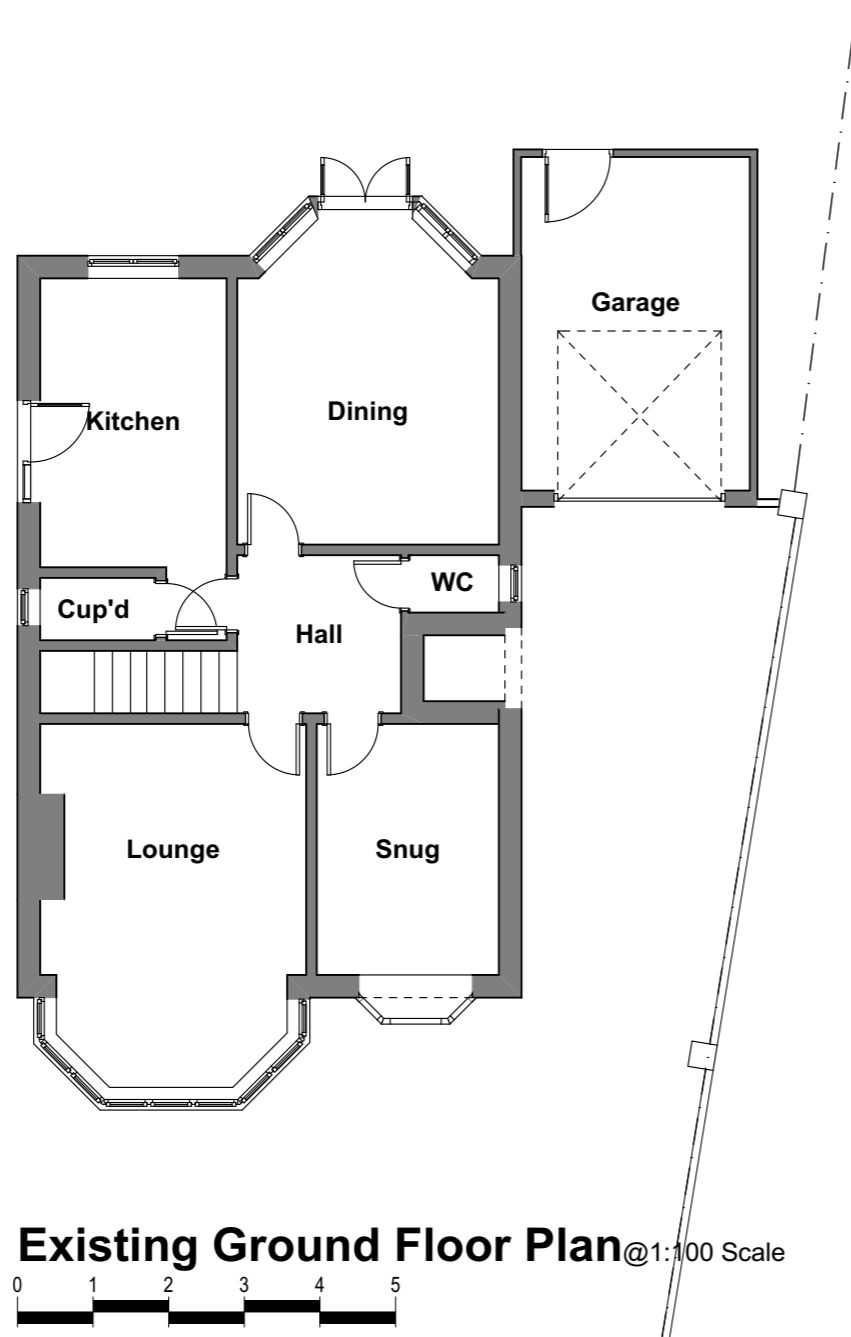 Garage
Kitchen
Dining
WC
Cup'd
Hall
Lounge
Snug
Existing Ground Floor Plan@1:100 Scale
0 1 2 3 4 5